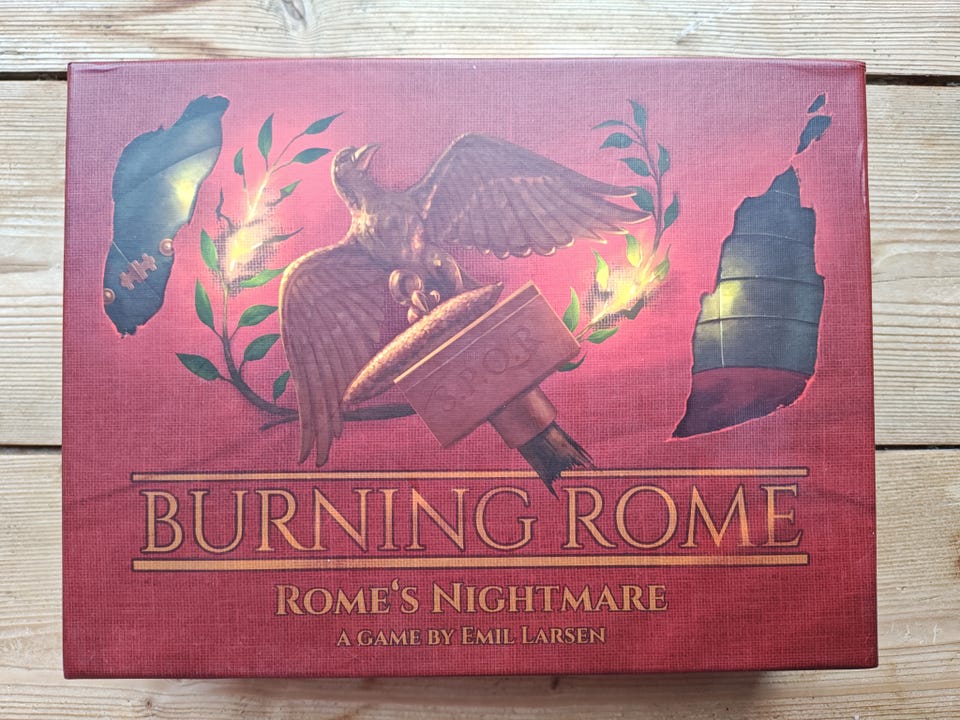 S.P.Q.R
BURNING ROME
ROME‘S NIGHTMARE
A GAME BY EMIL LARSEN